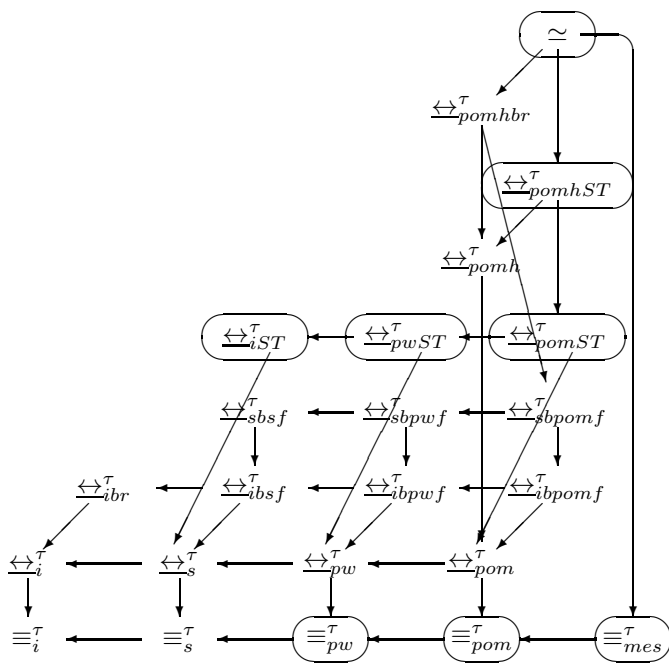 ≃
↔^τ_pomhbr
↔^τ_pomhST
↔^τ_pomh
↔^τ_iST ↔^τ_pwST ↔^τ_pomST
↔^τ_sbsf ↔^τ_sbpwf ↔^τ_sbpomf
↔^τ_ibr ↔^τ_ibsf ↔^τ_ibpwf ↔^τ_ibpomf
↔^τ_i ↔^τ_s ↔^τ_pw ↔^τ_pom
≡^τ_i ≡^τ_s ≡^τ_pw ≡^τ_pom ≡^τ_mes